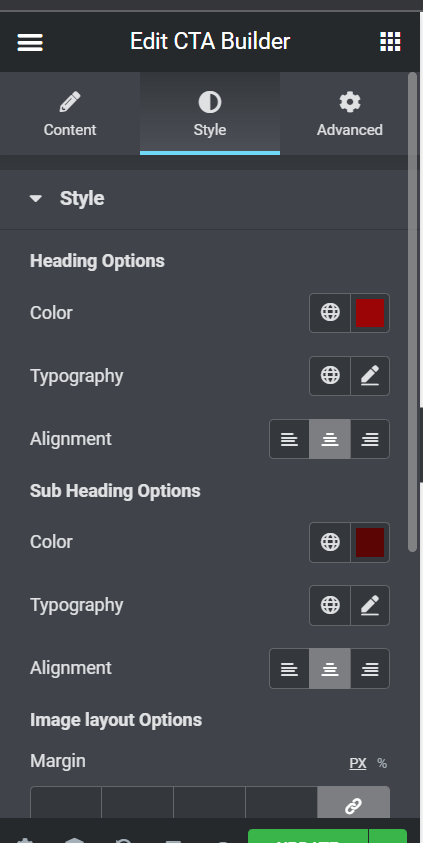 Edit CTA Builder
Content Style Advanced
Style
Heading Options
Color
Typography
Alignment
Sub Heading Options
Color
Typography
Alignment
Image layout Options
Margin PX %